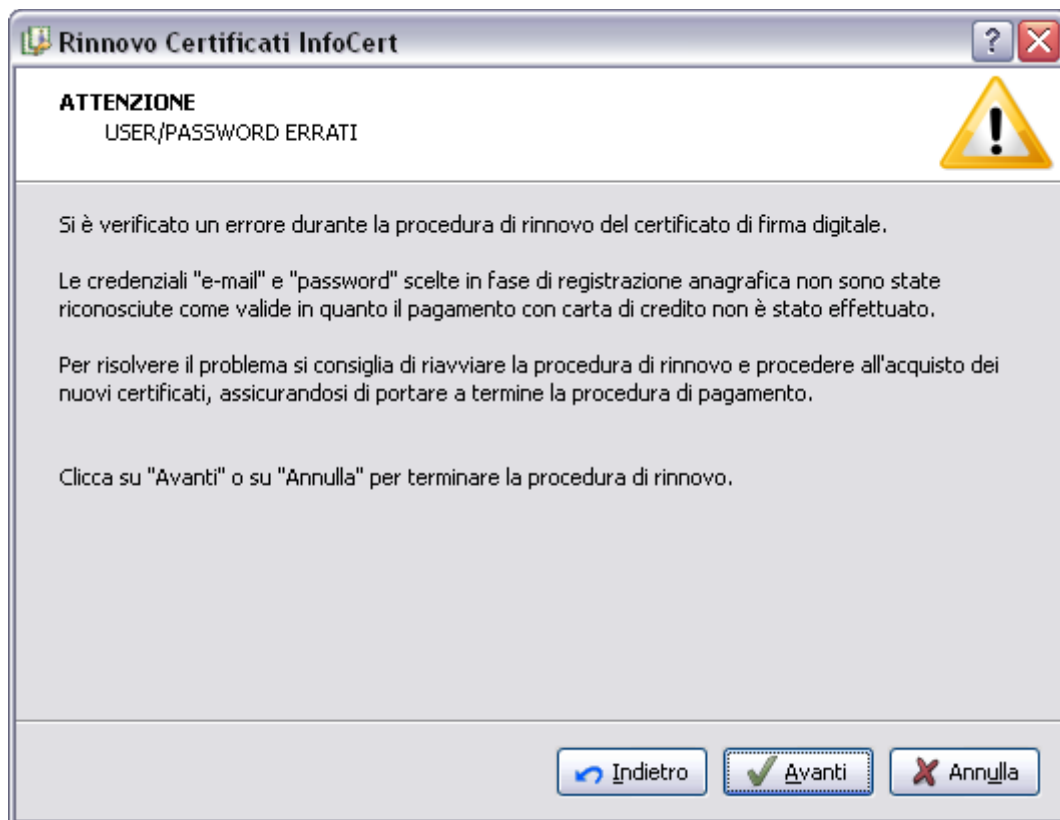 Rinnovo Certificati InfoCert
ATTENZIONE
USER/PASSWORD ERRATI
Si è verificato un errore durante la procedura di rinnovo del certificato di firma digitale.
Le credenziali "e-mail" e "password" scelte in fase di registrazione anagrafica non sono state
riconosciute come valide in quanto il pagamento con carta di credito non è stato effettuato.
Per risolvere il problema si consiglia di riavviare la procedura di rinnovo e procedere all'acquisto dei
nuovi certificati, assicurandosi di portare a termine la procedura di pagamento.
Clicca su "Avanti" o su "Annulla" per terminare la procedura di rinnovo.
Indietro Avanti Annulla